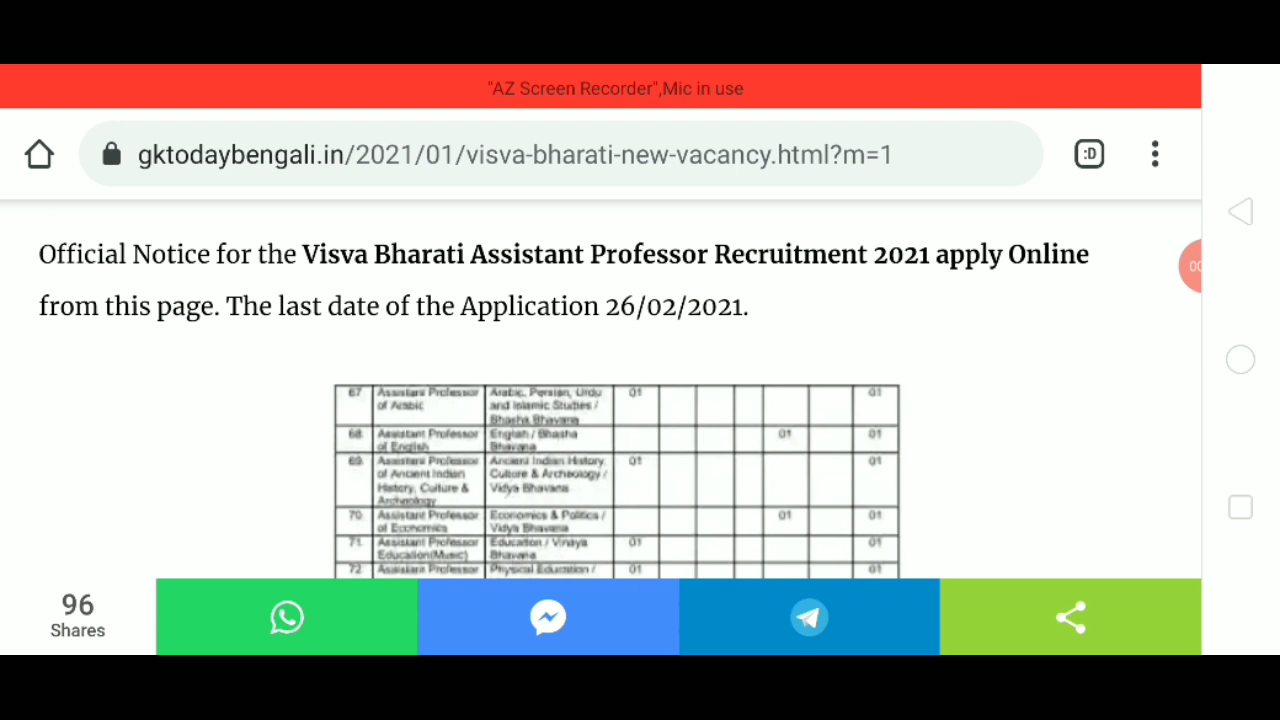 "AZ Screen Recorder",Mic in use
gktodaybengali.in/2021/01/visva-bharati-new-vacancy.html?m=1
:D
Official Notice for the Visva Bharati Assistant Professor Recruitment 2021 apply Online
00
from this page. The last date of the Application 26/02/2021.
67 Assistant Professor Arabic, Persian, Urdu 01 01
of Arabic and Islamic Studies /
Bhasha Bhavana
68 Assistant Professor English / Bhasha 01 01
of English Bhavana
69. Assistant Professor Ancient Indian History, 01 01
of Ancient Indian Culture & Archeology /
History, Culture & Vidya Bhavana
Archeology
70. Assistant Professor Economics & Politics / 01 01
of Economics Vidya Bhavana
71. Assistant Professor Education / Vinaya 01 01
Education(Music) Bhavana
72 Assistant Professor Physical Education / 01 01
96
Shares